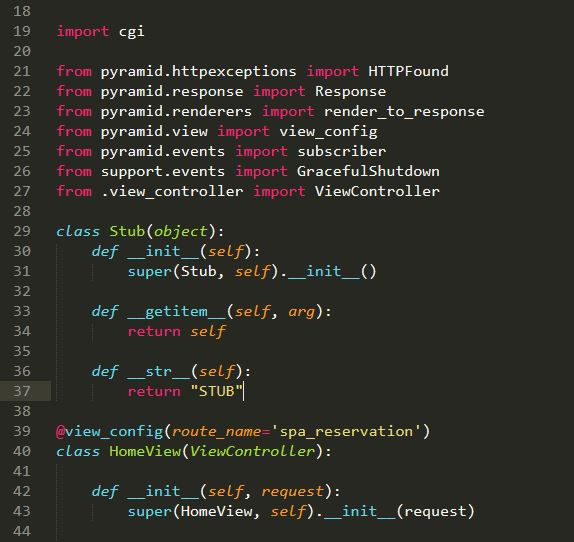 18
19 import cgi
20
21 from pyramid.httpexceptions import HTTPFound
22 from pyramid.response import Response
23 from pyramid.renderers import render_to_response
24 from pyramid.view import view_config
25 from pyramid.events import subscriber
26 from support.events import GracefulShutdown
27 from .view_controller import ViewController
28
29 class Stub(object):
30     def __init__(self):
31         super(Stub, self).__init__()
32
33     def __getitem__(self, arg):
34         return self
35
36     def __str__(self):
37         return "STUB"
38
39 @view_config(route_name='spa_reservation')
40 class HomeView(ViewController):
41
42     def __init__(self, request):
43         super(HomeView, self).__init__(request)
44